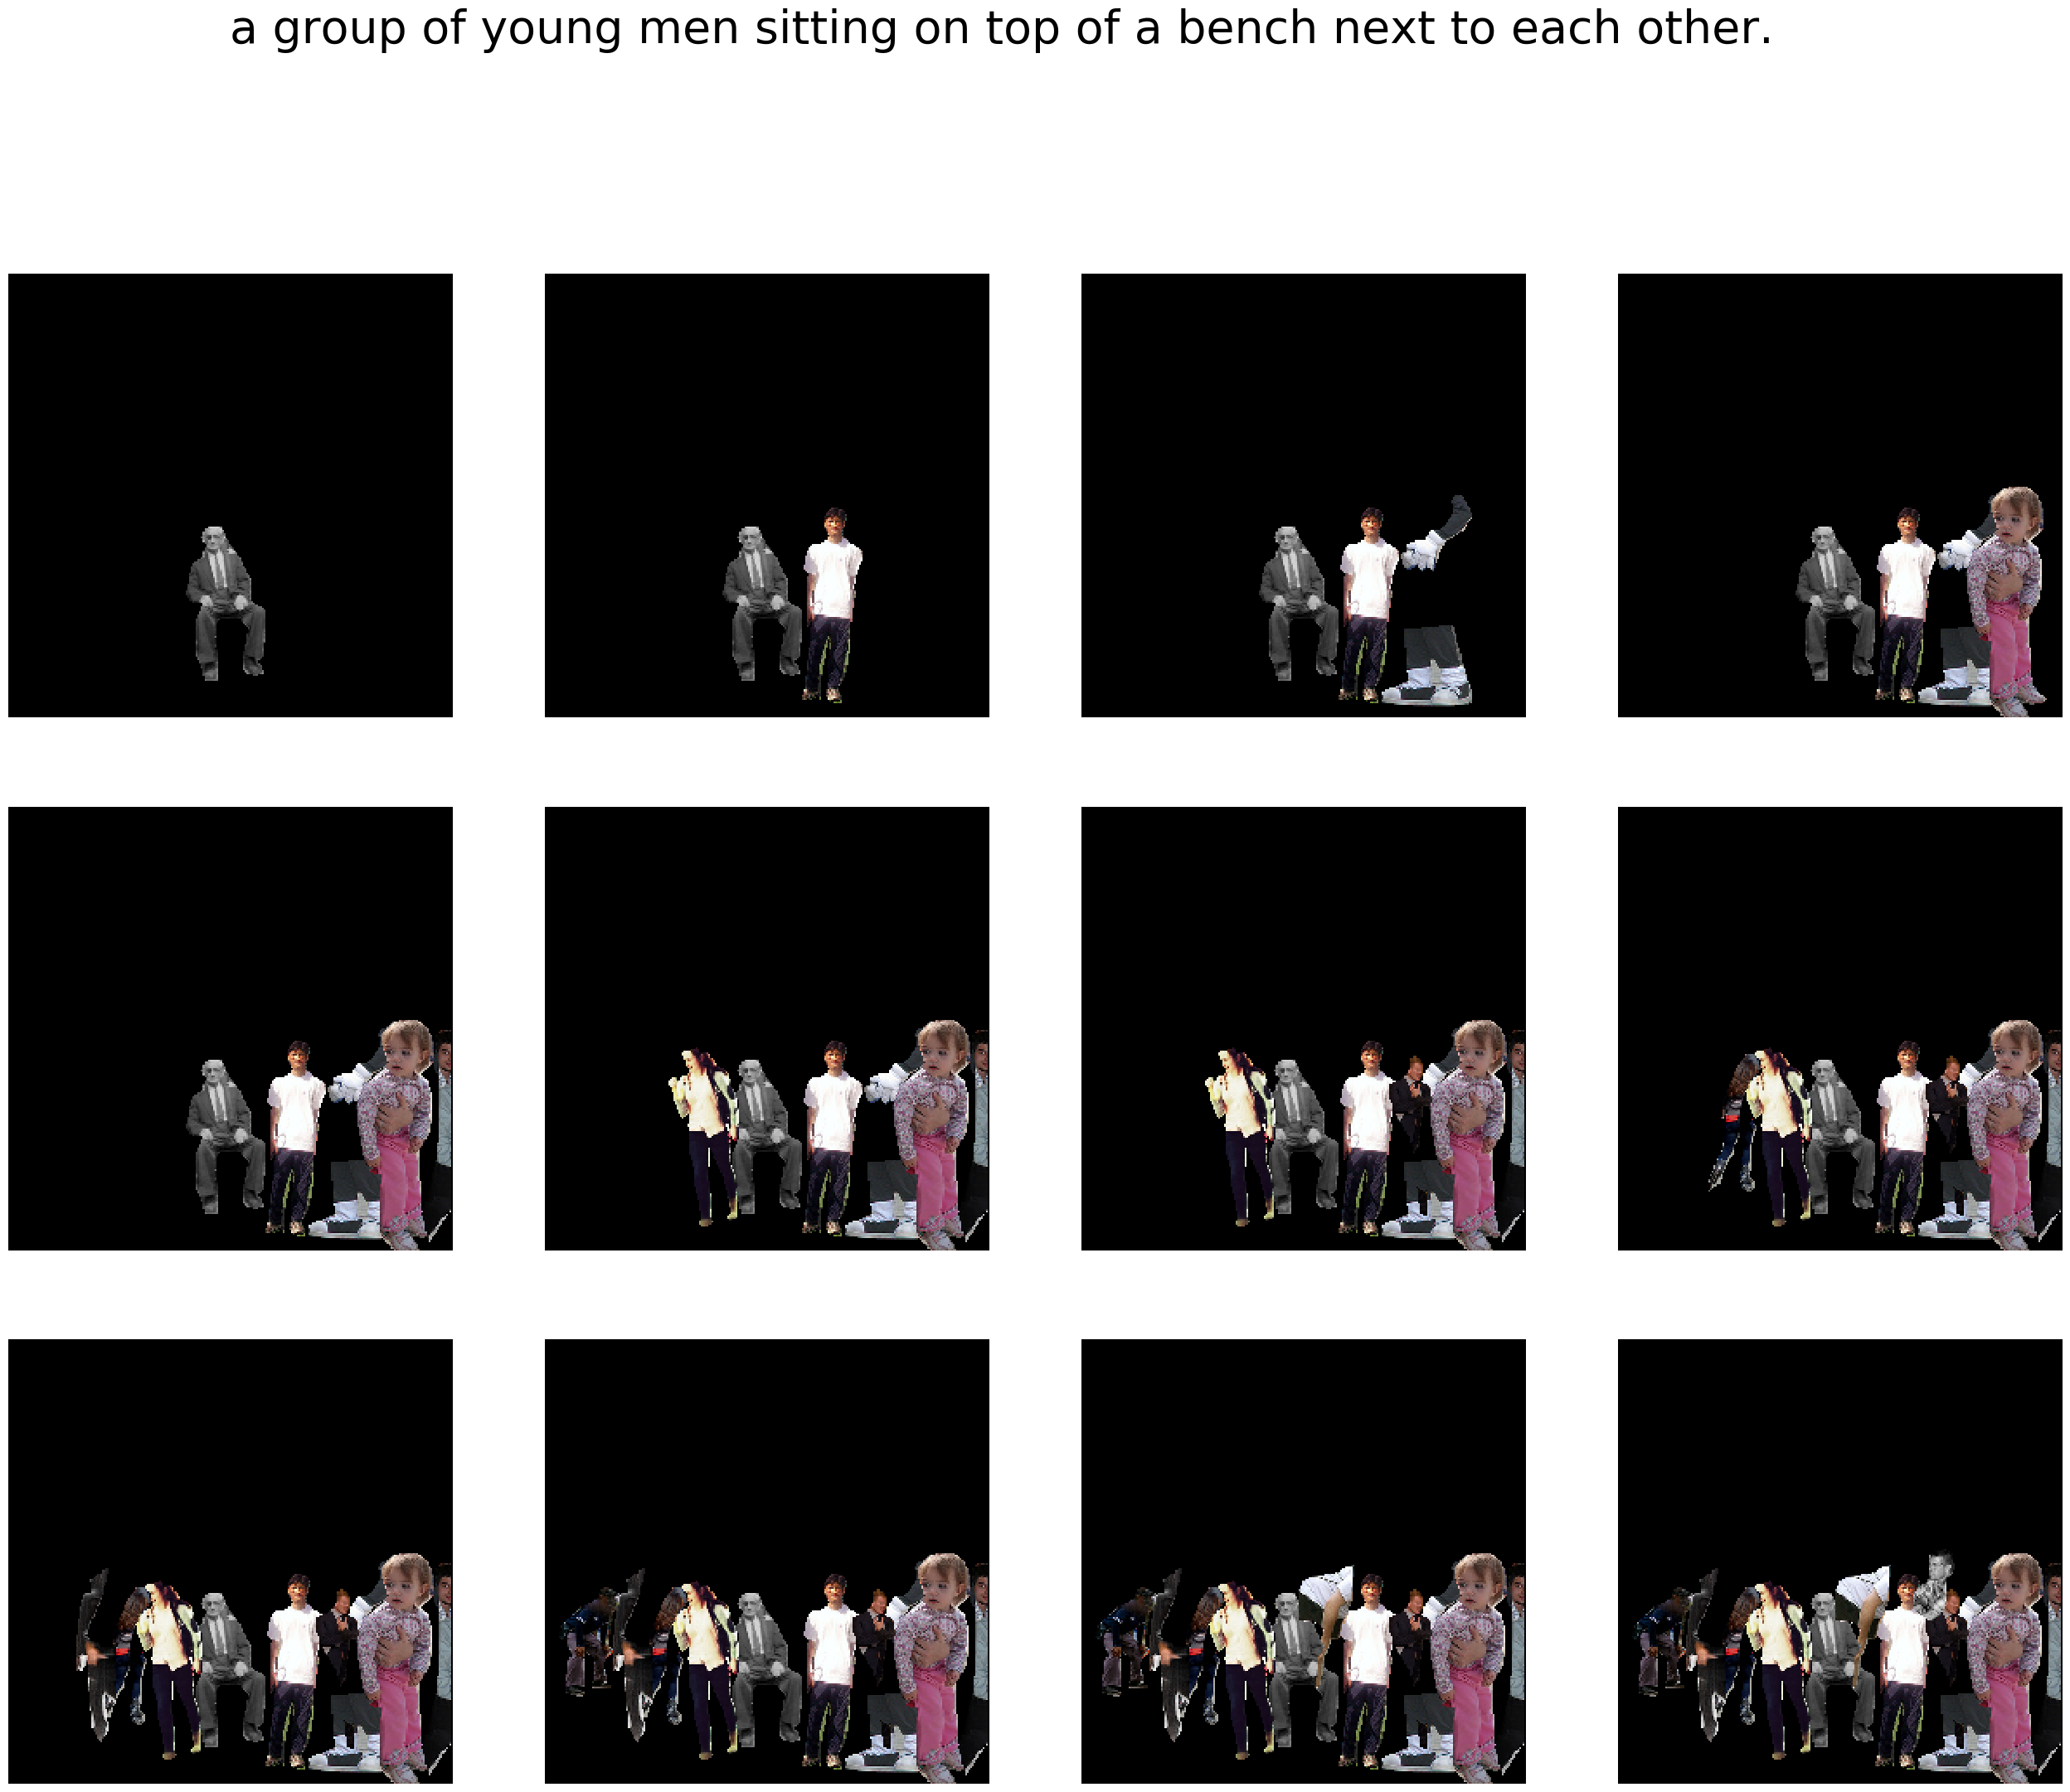 a group of young men sitting on top of a bench next to each other.